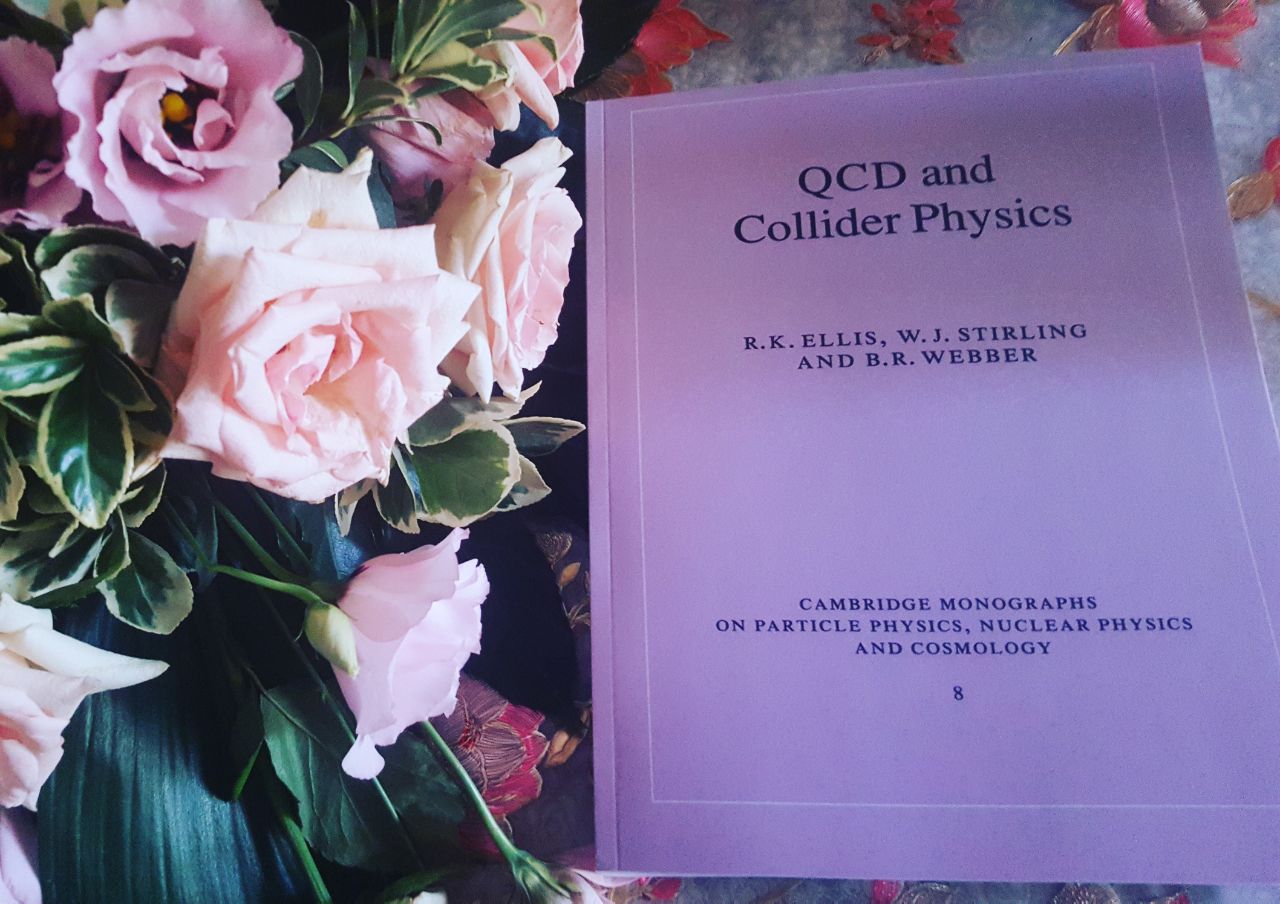 QCD and
Collider Physics
R.K. ELLIS, W. J. STIRLING
AND B.R. WEBBER
CAMBRIDGE MONOGRAPHS
ON PARTICLE PHYSICS, NUCLEAR PHYSICS
AND COSMOLOGY
8